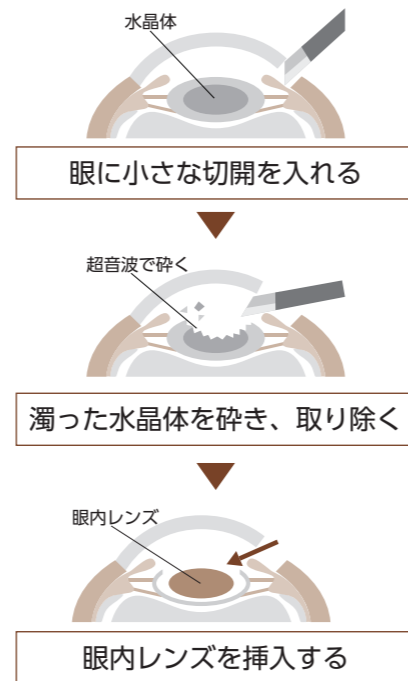 水晶体
眼に小さな切開を入れる
超音波で砕く
濁った水晶体を砕き、取り除く
眼内レンズ
眼内レンズを挿入する